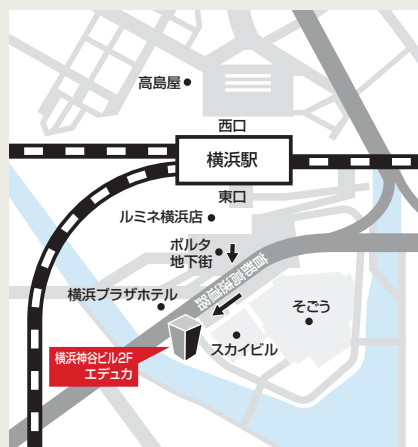 高島屋
西口
横浜駅
東口
ルミネ横浜店
ポルタ
地下街
首都高速道路
横浜プラザホテル
そごう
スカイビル
横浜神谷ビル2F
エデュカ